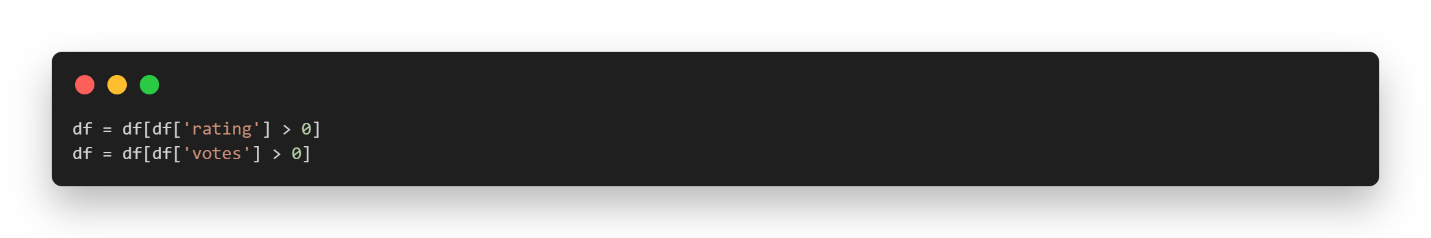 df = df[df['rating'] > 0]
df = df[df['votes'] > 0]